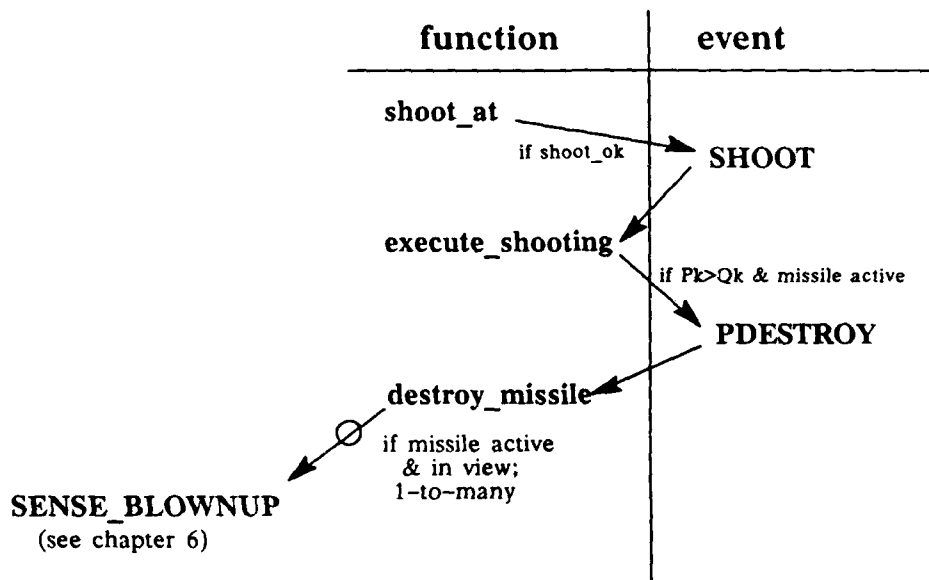 function event
shoot_at
if shoot_ok
SHOOT
execute_shooting
if Pk>Qk & missile active
PDESTROY
destroy_missile
if missile active
& in view;
1-to-many
SENSE_BLOWNUP
(see chapter 6)